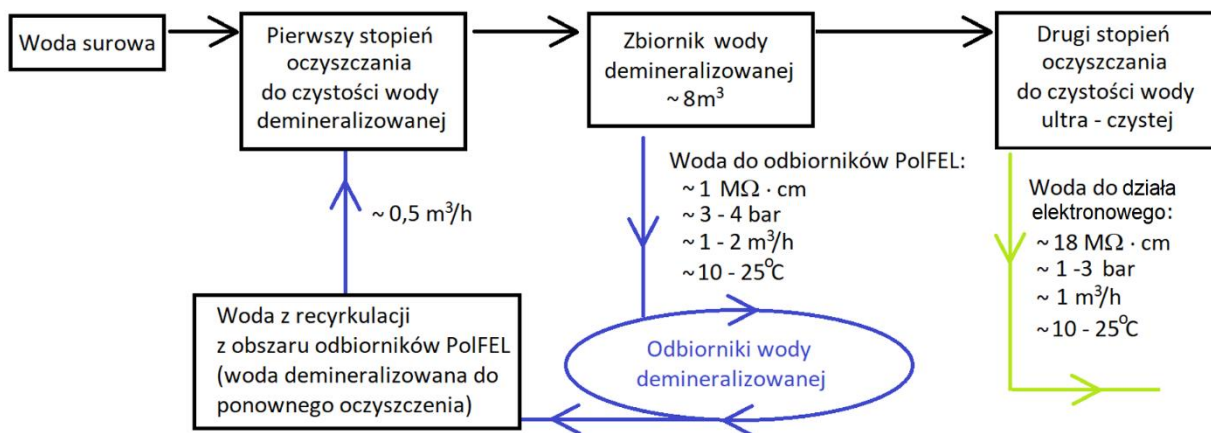 Woda surowa
Pierwszy stopień
oczyszczania
do czystości wody
demineralizowanej
Zbiornik wody
demineralizowanej
~ 8m³
Drugi stopień
oczyszczania
do czystości wody
ultra - czystej
~ 0,5 m³/h
Woda do odbiorników PolFEL:
~ 1 MΩ · cm
~ 3 - 4 bar
~ 1 - 2 m³/h
~ 10 - 25°C
Woda do działa
elektronowego:
~ 18 MΩ · cm
~ 1 -3 bar
~ 1 m³/h
~ 10 - 25°C
Woda z recyrkulacji
z obszaru odbiorników PolFEL
(woda demineralizowana do
ponownego oczyszczenia)
Odbiorniki wody
demineralizowanej